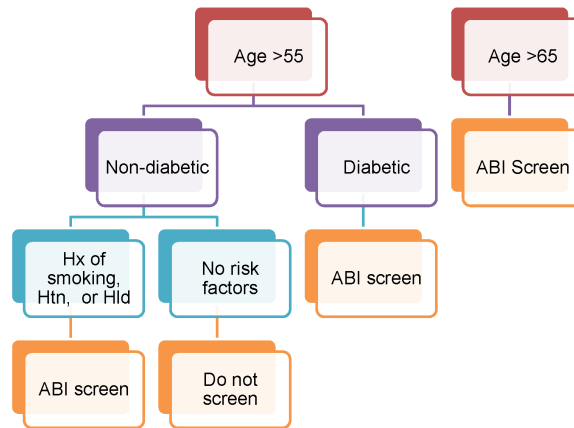 Age >55
Age >65
Non-diabetic
Diabetic
ABI Screen
Hx of
smoking,
Htn, or Hld
No risk
factors
ABI screen
ABI screen
Do not
screen